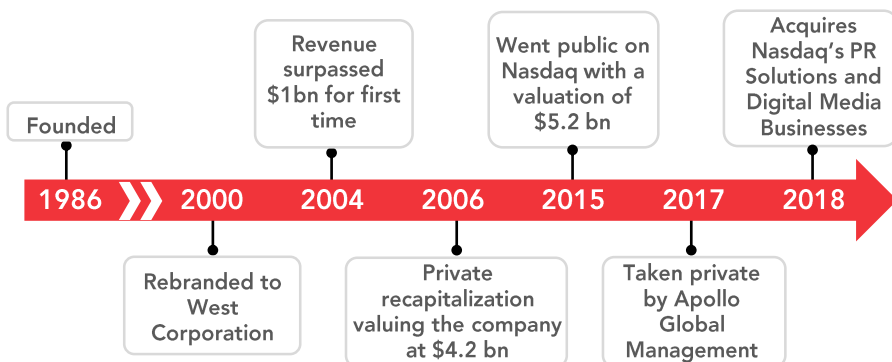 Founded
Revenue
surpassed
$1bn for first
time
Went public on
Nasdaq with a
valuation of
$5.2 bn
Acquires
Nasdaq's PR
Solutions and
Digital Media
Businesses
1986 2000 2004 2006 2015 2017 2018
Rebranded to
West
Corporation
Private
recapitalization
valuing the company
at $4.2 bn
Taken private
by Apollo
Global
Management